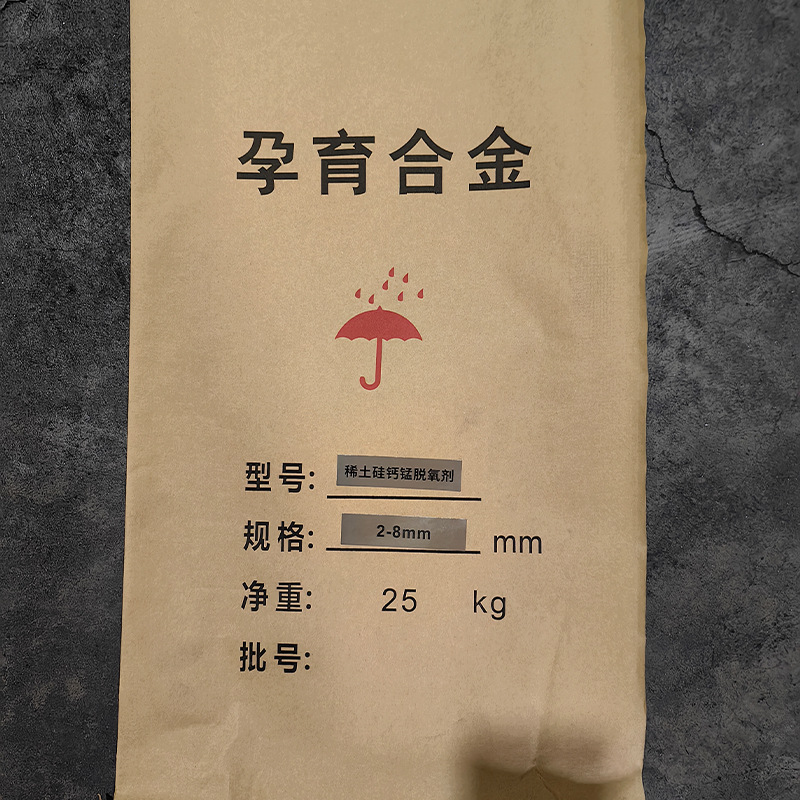 孕育合金
型号: 稀土硅钙锰脱氧剂
规格: 2-8mm mm
净重: 25 kg
批号: